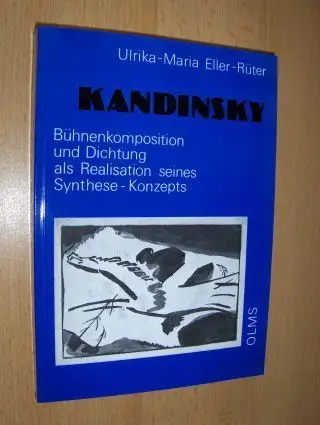 Ulrika-Maria Eller-Rüter
KANDINSKY
Bühnenkomposition
und Dichtung
als Realisation seines
Synthese-Konzepts
OLMS